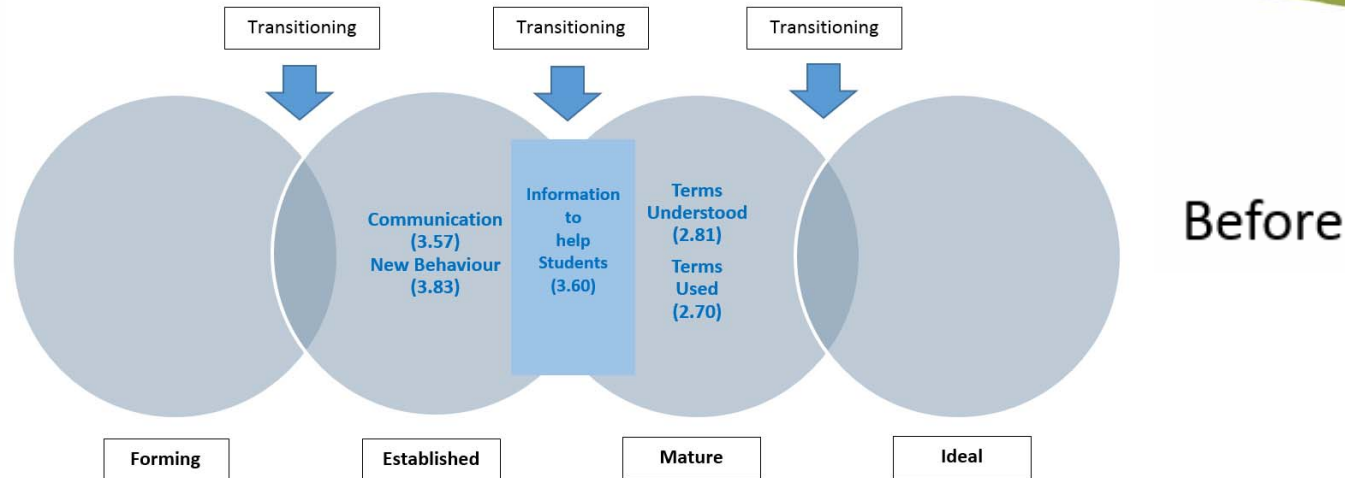 Transitioning
Transitioning
Transitioning
Before
Communication
(3.57)
New Behaviour
(3.83)
Information
to
help
Students
(3.60)
Terms
Understood
(2.81)
Terms
Used
(2.70)
Forming
Established
Mature
Ideal